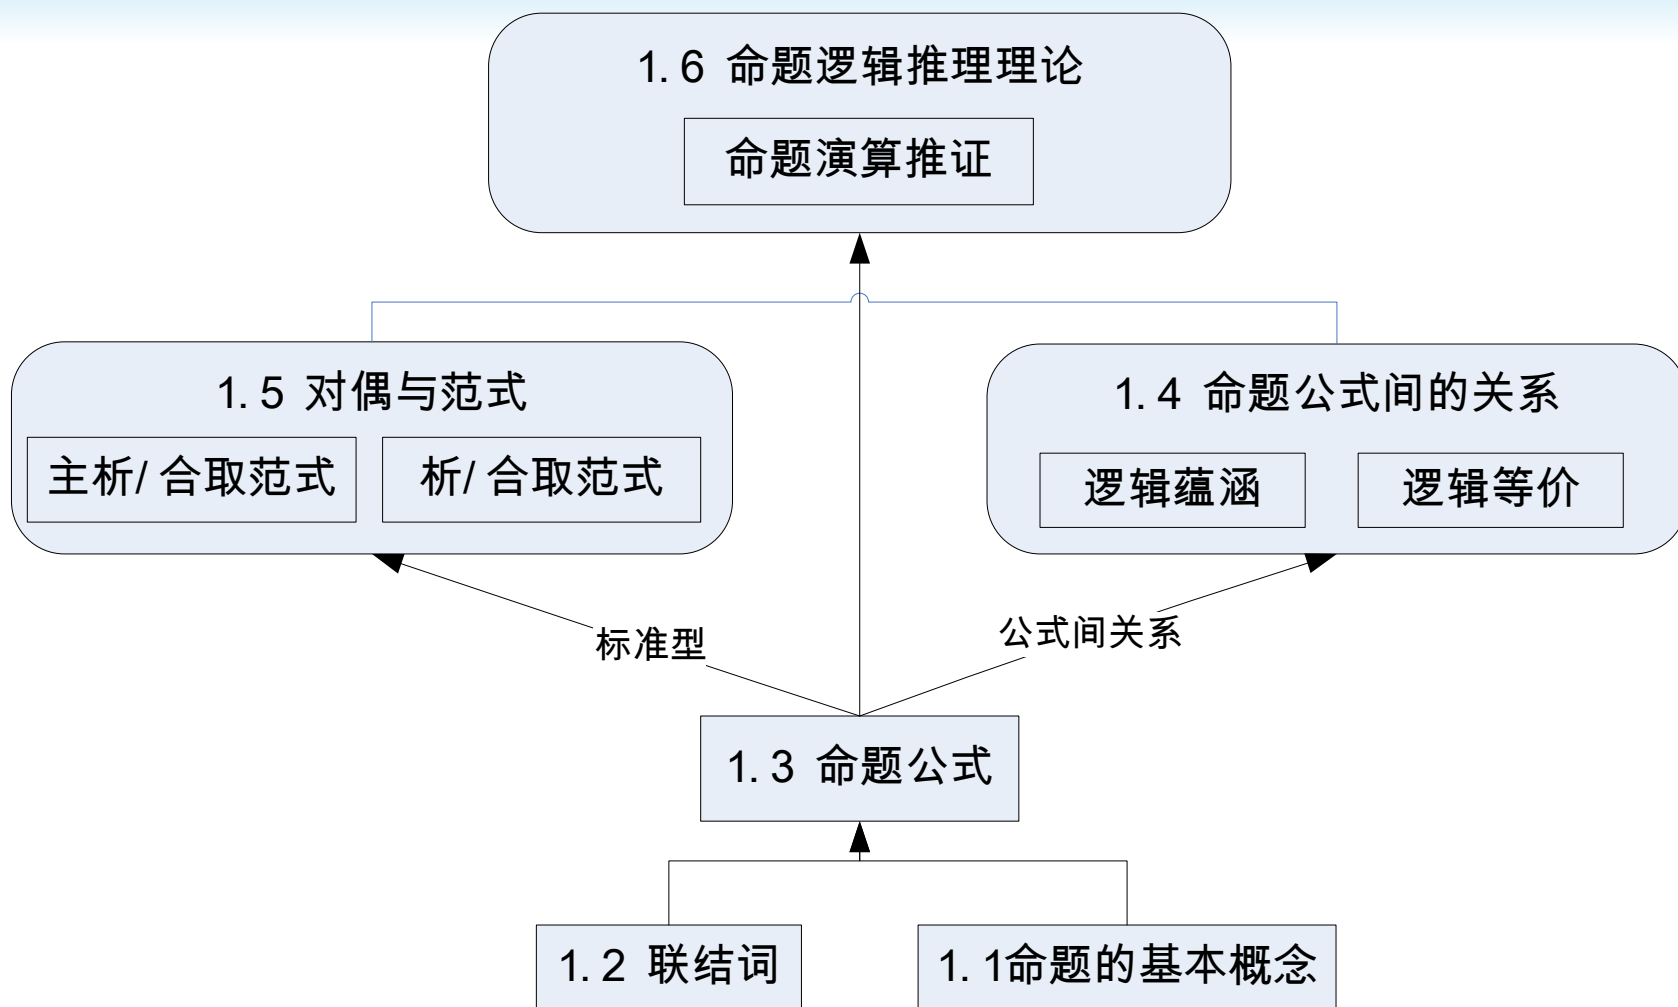 1.6 命题逻辑推理理论
命题演算推证
1.5 对偶与范式
主析/合取范式
析/合取范式
1.4 命题公式间的关系
逻辑蕴涵
逻辑等价
标准型
公式间关系
1.3 命题公式
1.2 联结词
1.1命题的基本概念